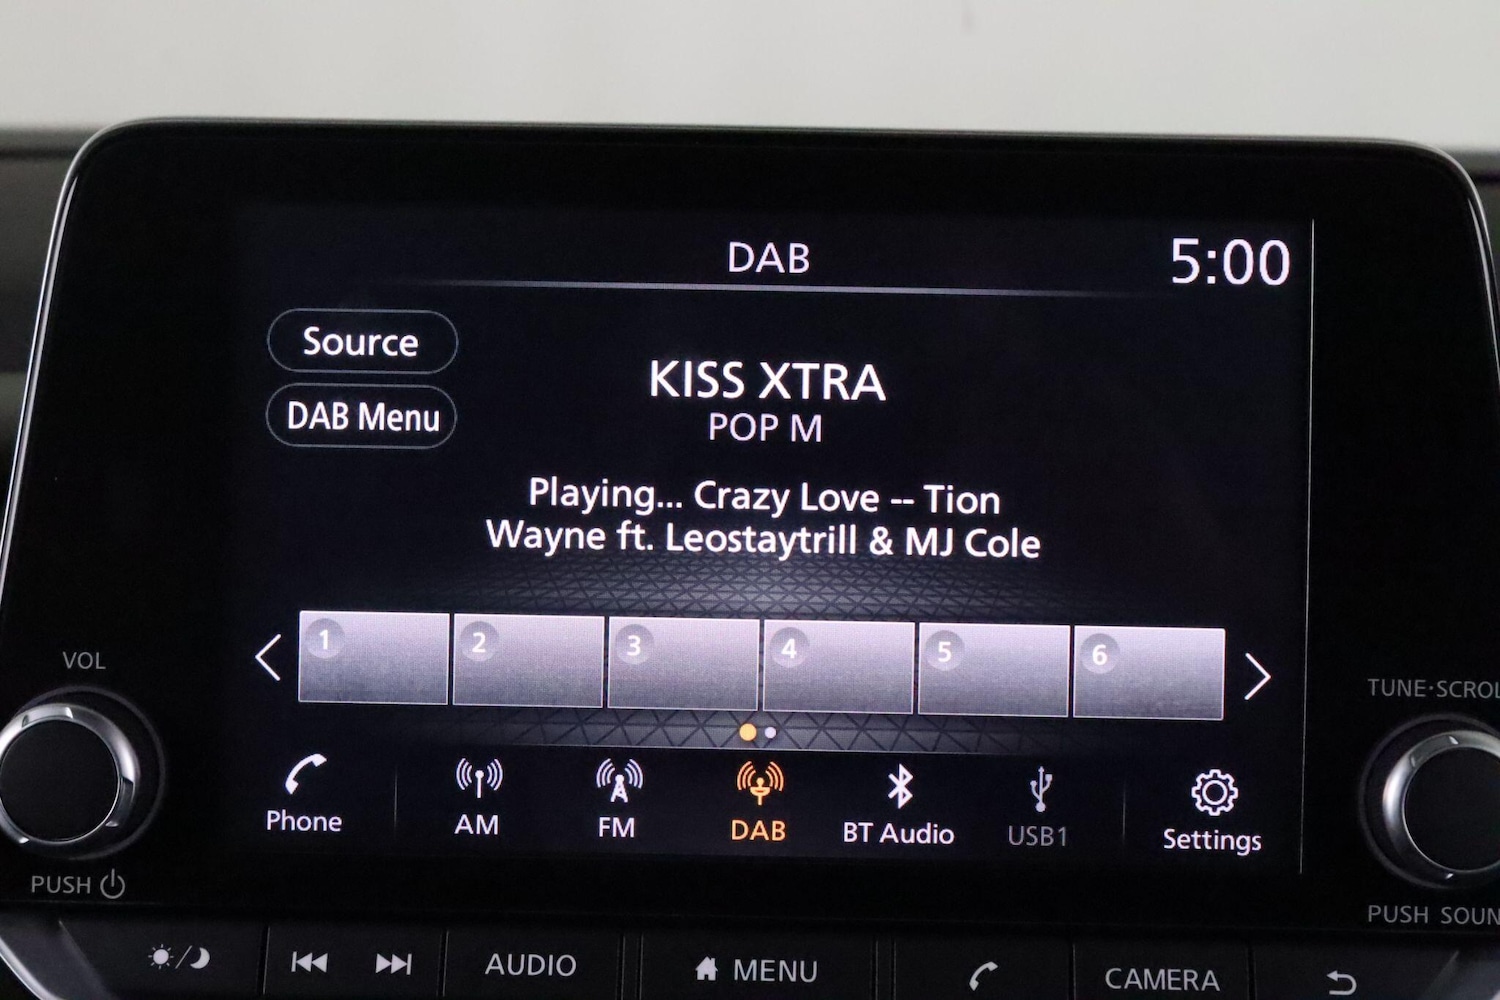 DAB
5:00
Source
DAB Menu
KISS XTRA
POP M
Playing... Crazy Love -- Tion
Wayne ft. Leostaytrill & MJ Cole
1 2 3 4 5 6
VOL
TUNE·SCROL
Phone AM FM DAB BT Audio USB1 Settings
PUSH
PUSH SOUN
AUDIO MENU CAMERA